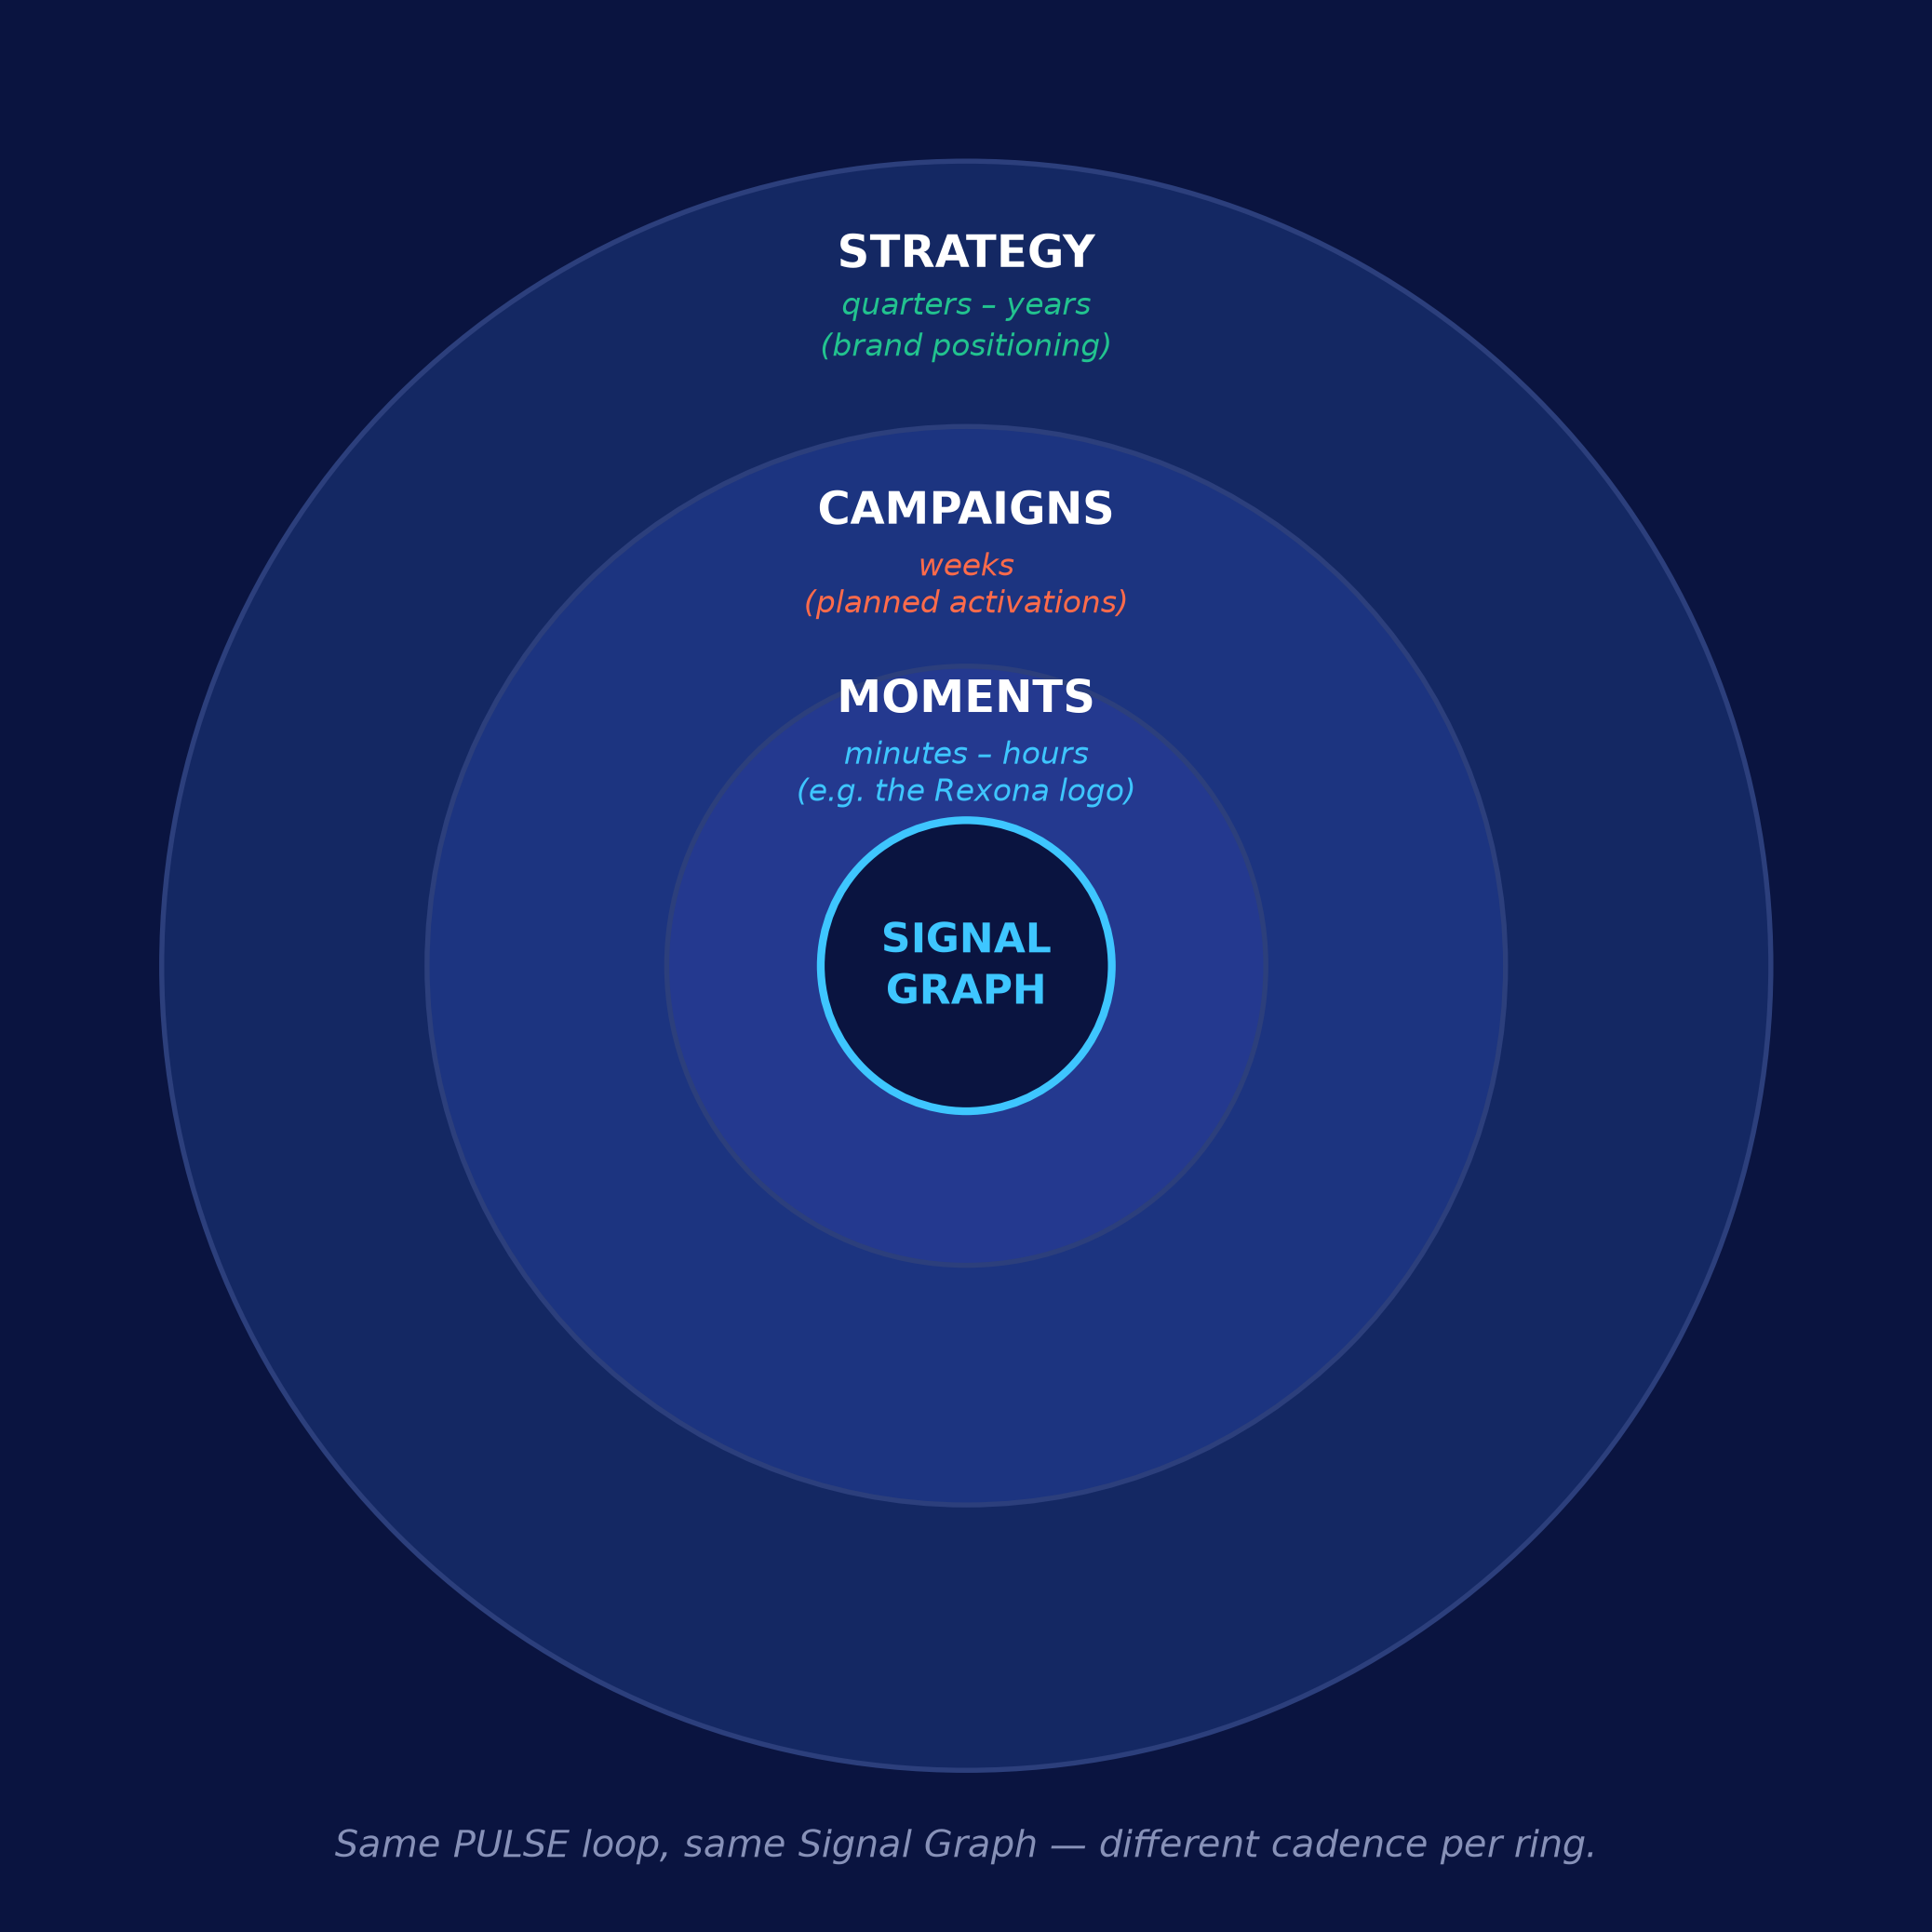 STRATEGY
quarters – years
(brand positioning)
CAMPAIGNS
weeks
(planned activations)
MOMENTS
minutes – hours
(e.g. the Rexona logo)
SIGNAL
GRAPH
Same PULSE loop, same Signal Graph — different cadence per ring.